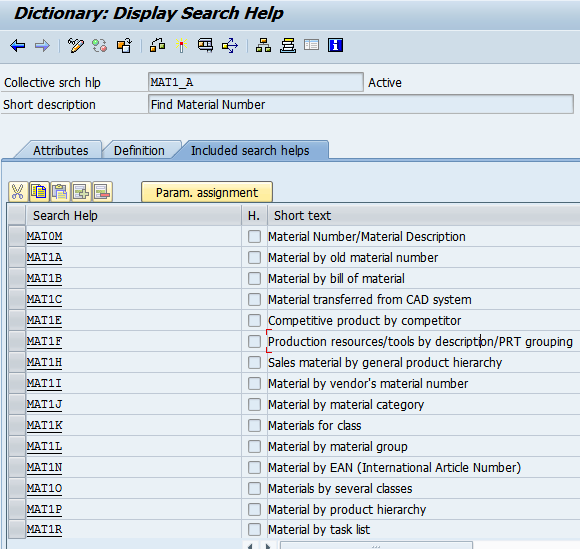 Dictionary: Display Search Help
Collective srch hlp MAT1_A Active
Short description Find Material Number
Attributes Definition Included search helps
Param. assignment
Search Help H. Short text
MAT0M Material Number/Material Description
MAT1A Material by old material number
MAT1B Material by bill of material
MAT1C Material transferred from CAD system
MAT1E Competitive product by competitor
MAT1F Production resources/tools by description/PRT grouping
MAT1H Sales material by general product hierarchy
MAT1I Material by vendor's material number
MAT1J Material by material category
MAT1K Materials for class
MAT1L Material by material group
MAT1N Material by EAN (International Article Number)
MAT1O Materials by several classes
MAT1P Material by product hierarchy
MAT1R Material by task list